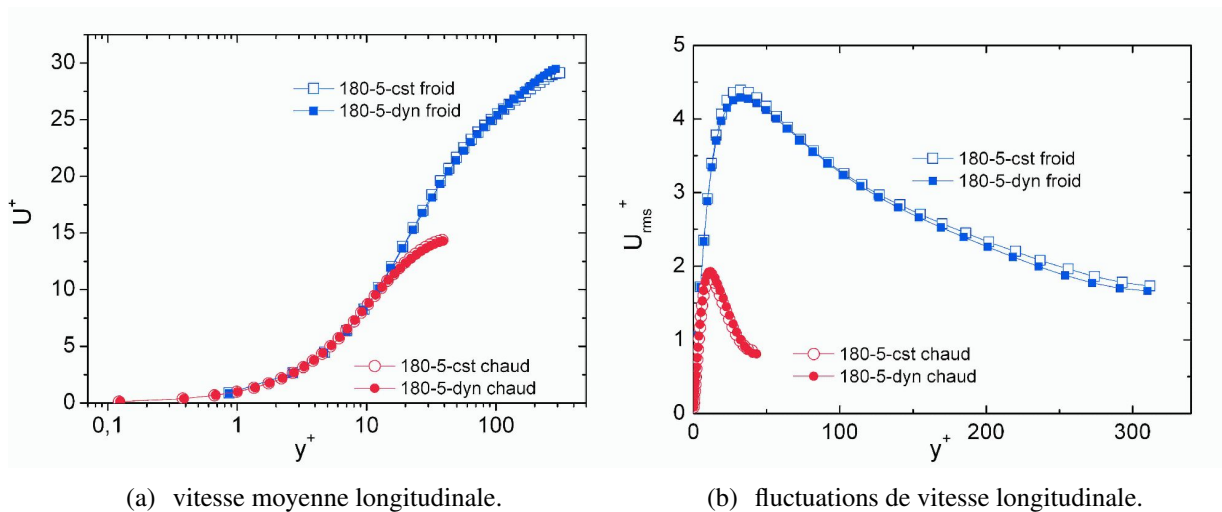 30
25
20
15
10
5
0
0,1
1
10
100
U+
y+
180-5-cst froid
180-5-dyn froid
180-5-cst chaud
180-5-dyn chaud
(a) vitesse moyenne longitudinale.
5
4
3
2
1
0
0
100
200
300
Urms+
y+
180-5-cst froid
180-5-dyn froid
180-5-cst chaud
180-5-dyn chaud
(b) fluctuations de vitesse longitudinale.